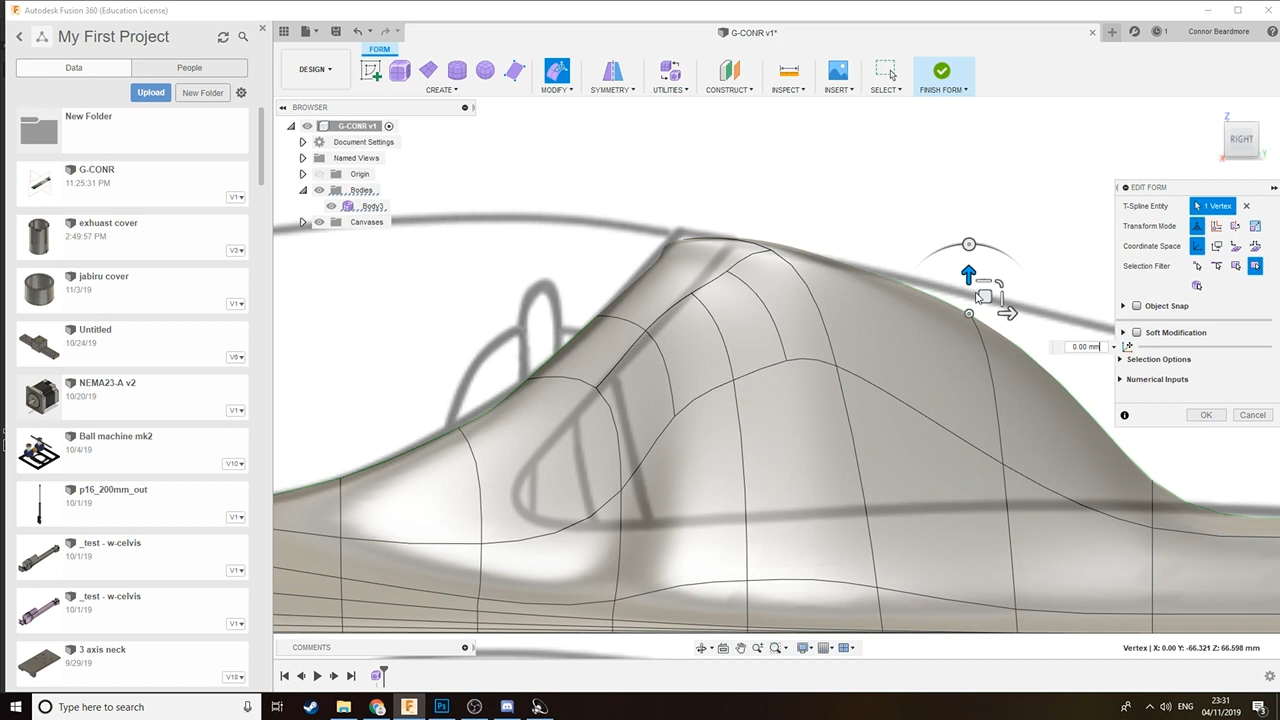 Autodesk Fusion 360 (Education License)
My First Project
G-CONR v1*
1
Connor Beardmore
Data
People
Upload
New Folder
New Folder
G-CONR
11:25:31 PM
V1
exhuast cover
2:49:57 PM
V3
jabiru cover
11/3/19
V1
Untitled
10/24/19
V6
NEMA23-A v2
10/20/19
V1
Ball machine mk2
10/4/19
V10
p16_200mm_out
10/1/19
V1
_test - w-celvis
10/1/19
V1
_test - w-celvis
10/1/19
V1
3 axis neck
9/29/19
V18
FORM
DESIGN
CREATE
MODIFY
SYMMETRY
UTILITIES
CONSTRUCT
INSPECT
INSERT
SELECT
FINISH FORM
BROWSER
G-CONR v1
Document Settings
Named Views
Origin
Bodies
Body3
Canvases
Z
RIGHT
X
Y
EDIT FORM
T-Spline Entity
1 Vertex
Transform Mode
Coordinate Space
Selection Filter
Object Snap
Soft Modification
Selection Options
Numerical Inputs
OK
Cancel
0.00 mm
COMMENTS
Vertex | X: 0.00 Y: -66.321 Z: 66.598 mm
Type here to search
Ps
ENG
23:31
04/11/2019
3